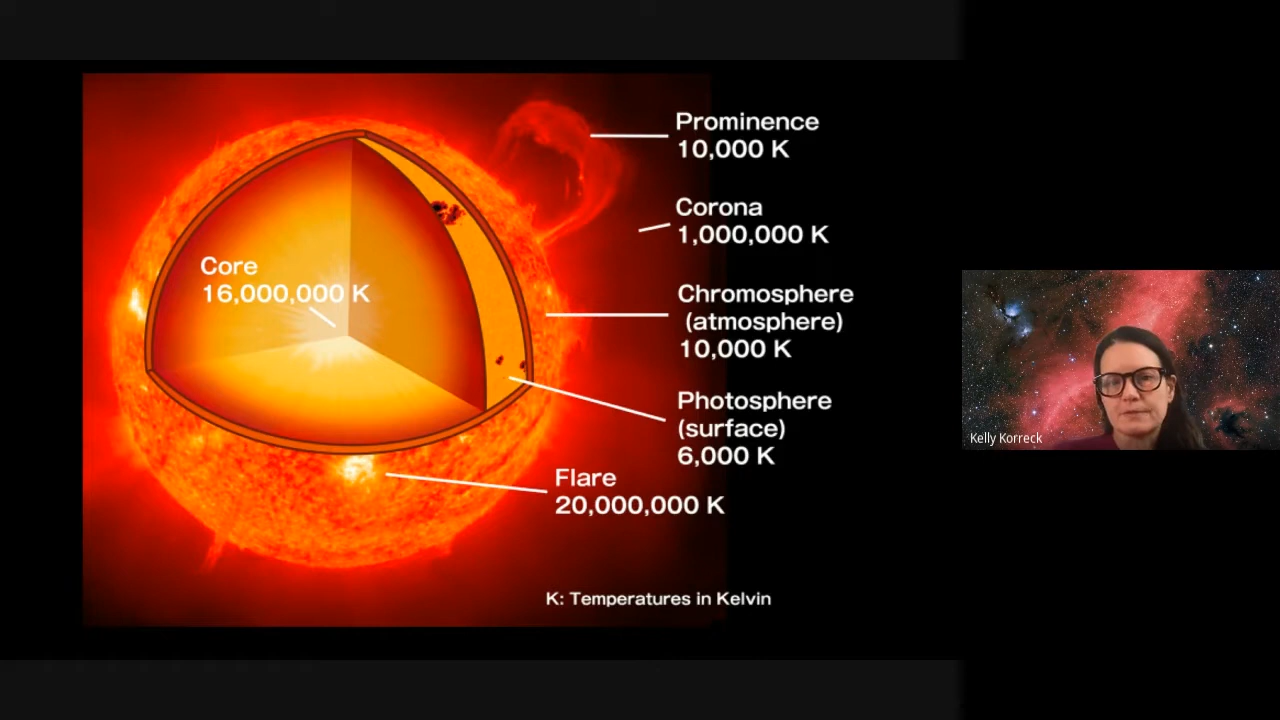 Prominence
10,000 K
Corona
1,000,000 K
Core
16,000,000 K
Chromosphere
(atmosphere)
10,000 K
Photosphere
(surface)
6,000 K
Flare
20,000,000 K
K: Temperatures in Kelvin
Kelly Korreck